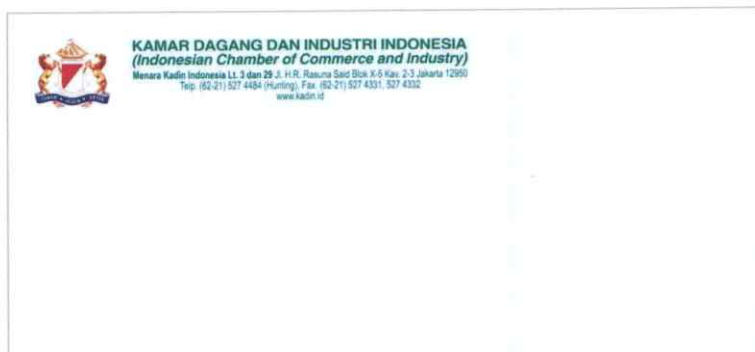 KAMAR DAGANG DAN INDUSTRI INDONESIA
(Indonesian Chamber of Commerce and Industry)
Menara Kadin Indonesia Lt. 3 dan 29 Jl. H.R. Rasuna Said Blok X-5 Kav. 2-3 Jakarta 12950
Telp. (62-21) 527 4484 (Hunting), Fax. (62-21) 527 4331, 527 4332
www.kadin.id